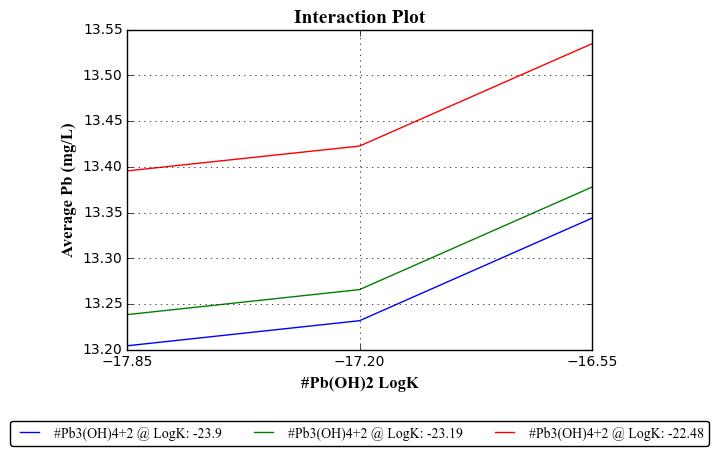 Interaction Plot
13.55
13.50
13.45
13.40
13.35
13.30
13.25
13.20
Average Pb (mg/L)
−17.85 −17.20 −16.55
#Pb(OH)2 LogK
#Pb3(OH)4+2 @ LogK: -23.9 #Pb3(OH)4+2 @ LogK: -23.19 #Pb3(OH)4+2 @ LogK: -22.48